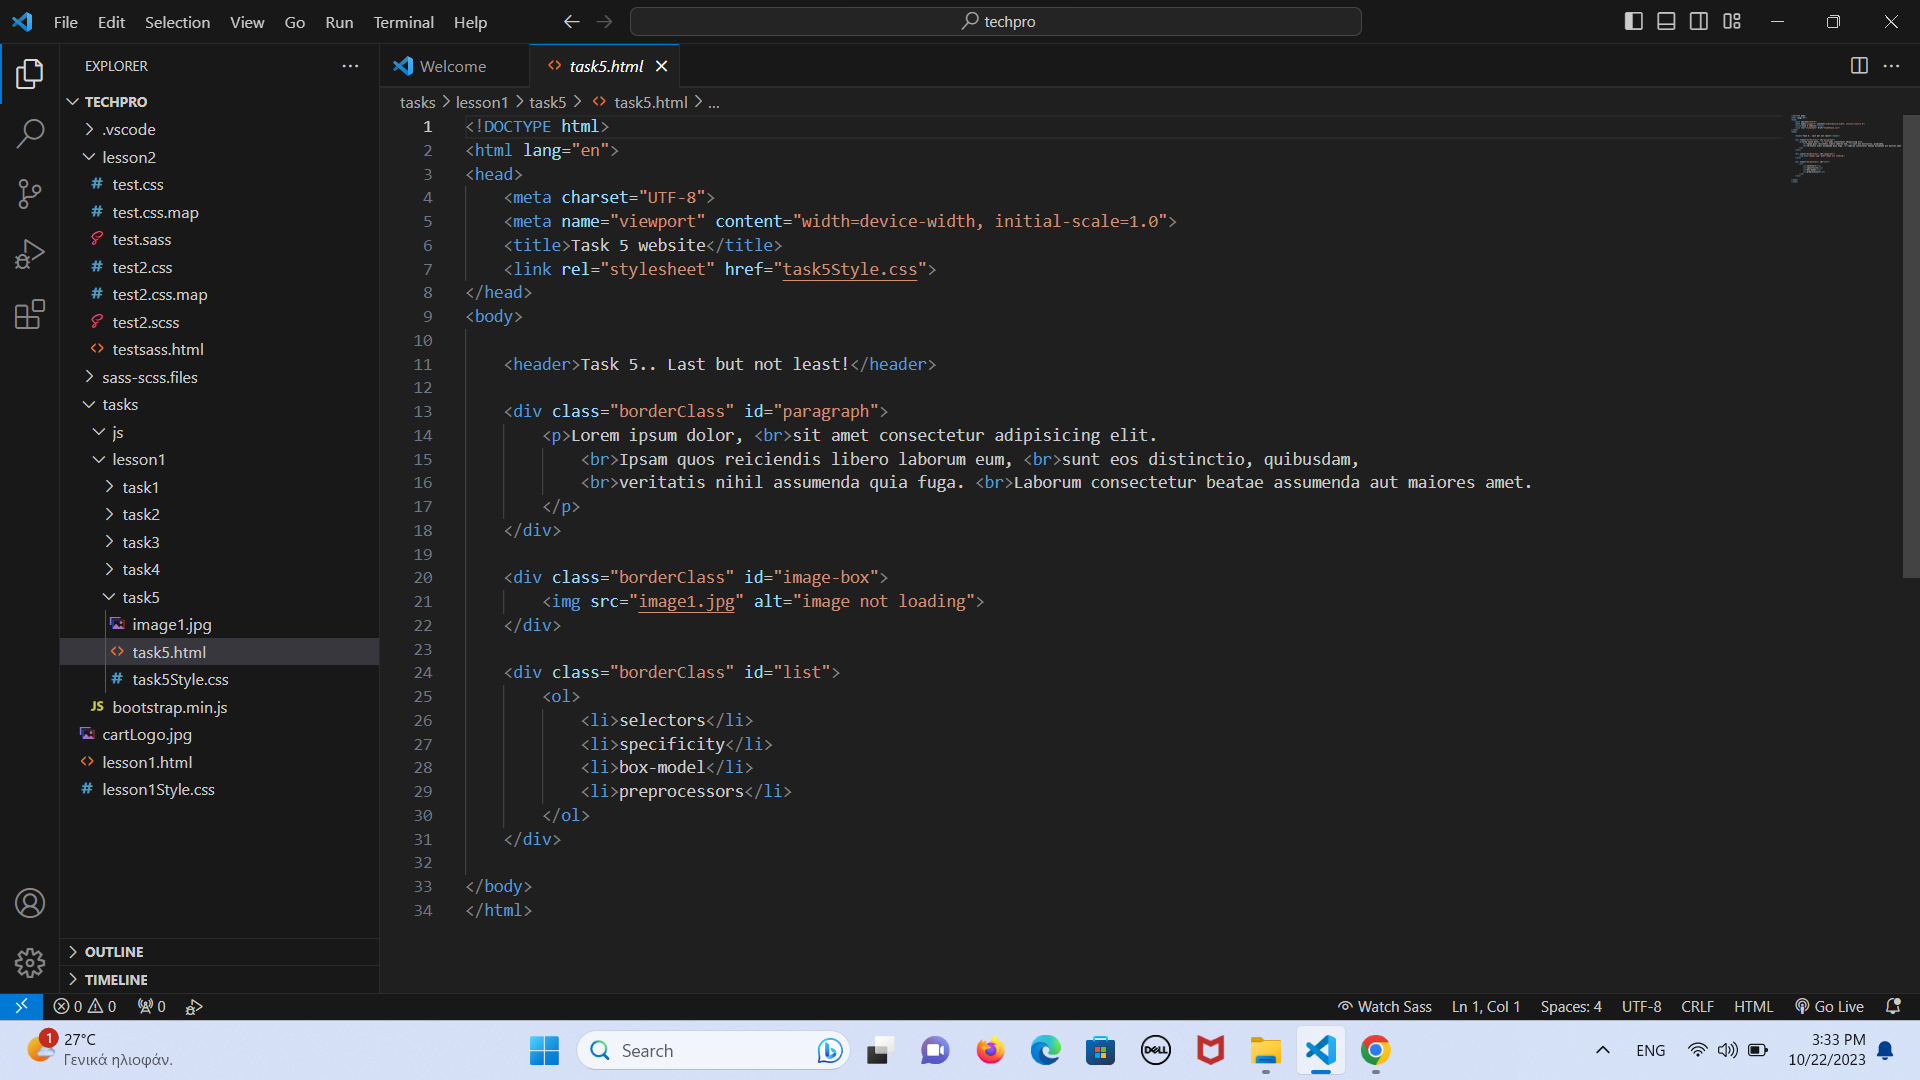 File Edit Selection View Go Run Terminal Help
techpro
EXPLORER
Welcome
task5.html
TECHPRO
.vscode
lesson2
test.css
test.css.map
test.sass
test2.css
test2.css.map
test2.scss
testsass.html
sass-scss.files
tasks
js
lesson1
task1
task2
task3
task4
task5
image1.jpg
task5.html
task5Style.css
JS bootstrap.min.js
cartLogo.jpg
lesson1.html
lesson1Style.css
OUTLINE
TIMELINE
tasks > lesson1 > task5 > task5.html > ...
1 <!DOCTYPE html>
2 <html lang="en">
3 <head>
4 <meta charset="UTF-8">
5 <meta name="viewport" content="width=device-width, initial-scale=1.0">
6 <title>Task 5 website</title>
7 <link rel="stylesheet" href="task5Style.css">
8 </head>
9 <body>
10
11 <header>Task 5.. Last but not least!</header>
12
13 <div class="borderClass" id="paragraph">
14 <p>Lorem ipsum dolor, <br>sit amet consectetur adipisicing elit.
15 <br>Ipsam quos reiciendis libero laborum eum, <br>sunt eos distinctio, quibusdam,
16 <br>veritatis nihil assumenda quia fuga. <br>Laborum consectetur beatae assumenda aut maiores amet.
17 </p>
18 </div>
19
20 <div class="borderClass" id="image-box">
21 <img src="image1.jpg" alt="image not loading">
22 </div>
23
24 <div class="borderClass" id="list">
25 <ol>
26 <li>selectors</li>
27 <li>specificity</li>
28 <li>box-model</li>
29 <li>preprocessors</li>
30 </ol>
31 </div>
32
33 </body>
34 </html>
0 0 0 Watch Sass Ln 1, Col 1 Spaces: 4 UTF-8 CRLF HTML Go Live
1
27°C
Γενικά ηλιοφάν.
Search
DELL
ENG
3:33 PM
10/22/2023